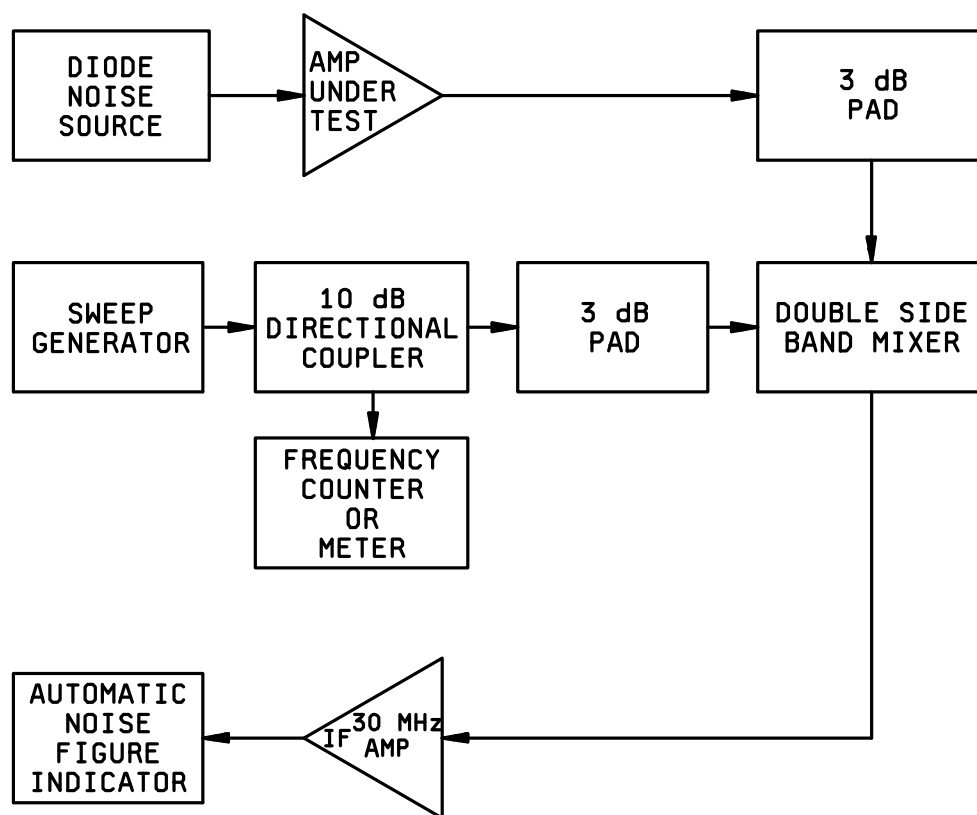 DIODE
NOISE
SOURCE
AMP
UNDER
TEST
3 dB
PAD
SWEEP
GENERATOR
10 dB
DIRECTIONAL
COUPLER
3 dB
PAD
DOUBLE SIDE
BAND MIXER
FREQUENCY
COUNTER
OR
METER
AUTOMATIC
NOISE
FIGURE
INDICATOR
IF 30 MHz
AMP